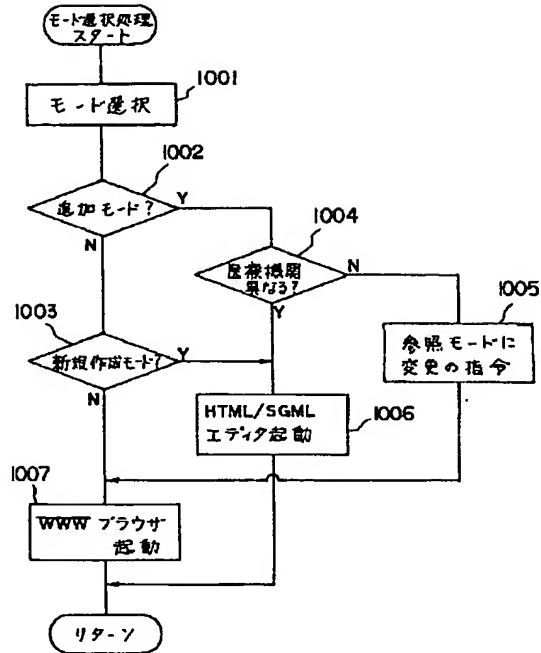 モード選択処理
スタート
1001
モード選択
1002
追加モード?
Y
N
1004
医療機関
異なる?
N
Y
1005
参照モードに
変更の指令
1003
新規作成モード?
Y
N
HTML/SGML
エディタ起動
1006
1007
WWW ブラウザ
起動
リターン